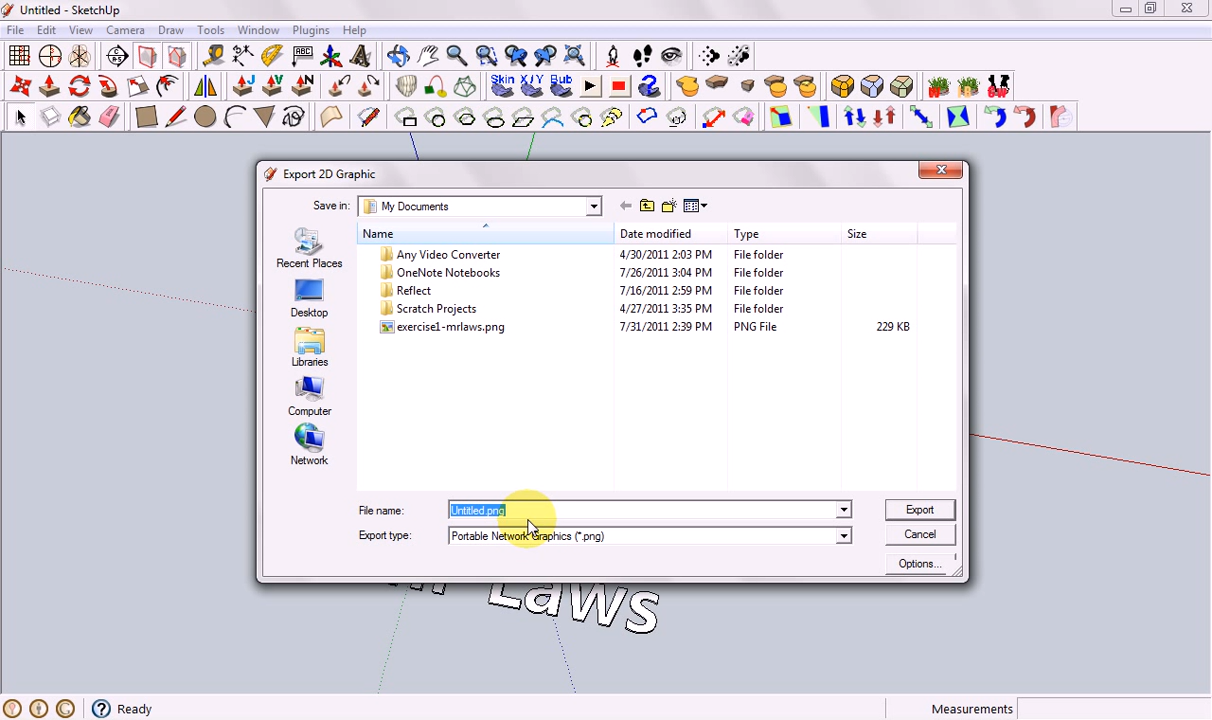 Untitled - SketchUp
File Edit View Camera Draw Tools Window Plugins Help
ABC
J V N
Skin X/Y Bub
Export 2D Graphic
Save in: My Documents
Name Date modified Type Size
Recent Places
Desktop
Libraries
Computer
Network
Any Video Converter 4/30/2011 2:03 PM File folder
OneNote Notebooks 7/26/2011 3:04 PM File folder
Reflect 7/16/2011 2:59 PM File folder
Scratch Projects 4/27/2011 3:35 PM File folder
exercise1-mrlaws.png 7/31/2011 2:39 PM PNG File 229 KB
File name: Untitled.png Export
Export type: Portable Network Graphics (*.png) Cancel
Options...
Laws
Ready Measurements